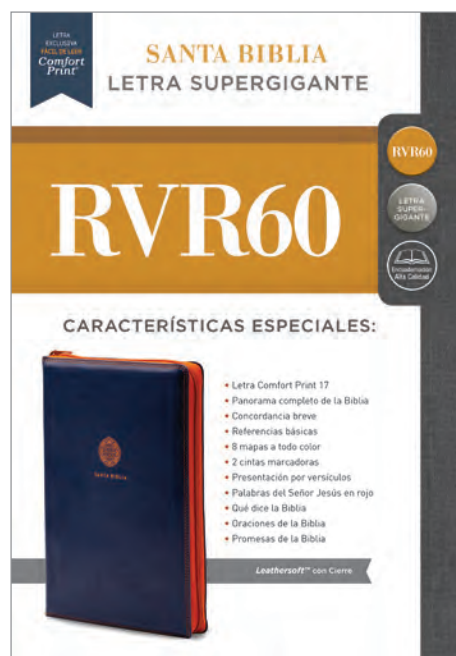 LETRA
EXCLUSIVA
FÁCIL DE LEER
Comfort
Print®
SANTA BIBLIA
LETRA SUPERGIGANTE
RVR60
RVR60
LETRA
SUPER-
GIGANTE
Encuadernación
Alta Calidad
CARACTERÍSTICAS ESPECIALES:
• Letra Comfort Print 17
• Panorama completo de la Biblia
• Concordancia breve
• Referencias básicas
• 8 mapas a todo color
• 2 cintas marcadoras
• Presentación por versículos
• Palabras del Señor Jesús en rojo
• Qué dice la Biblia
• Oraciones de la Biblia
• Promesas de la Biblia
Santa Biblia
Leathersoft™ con Cierre